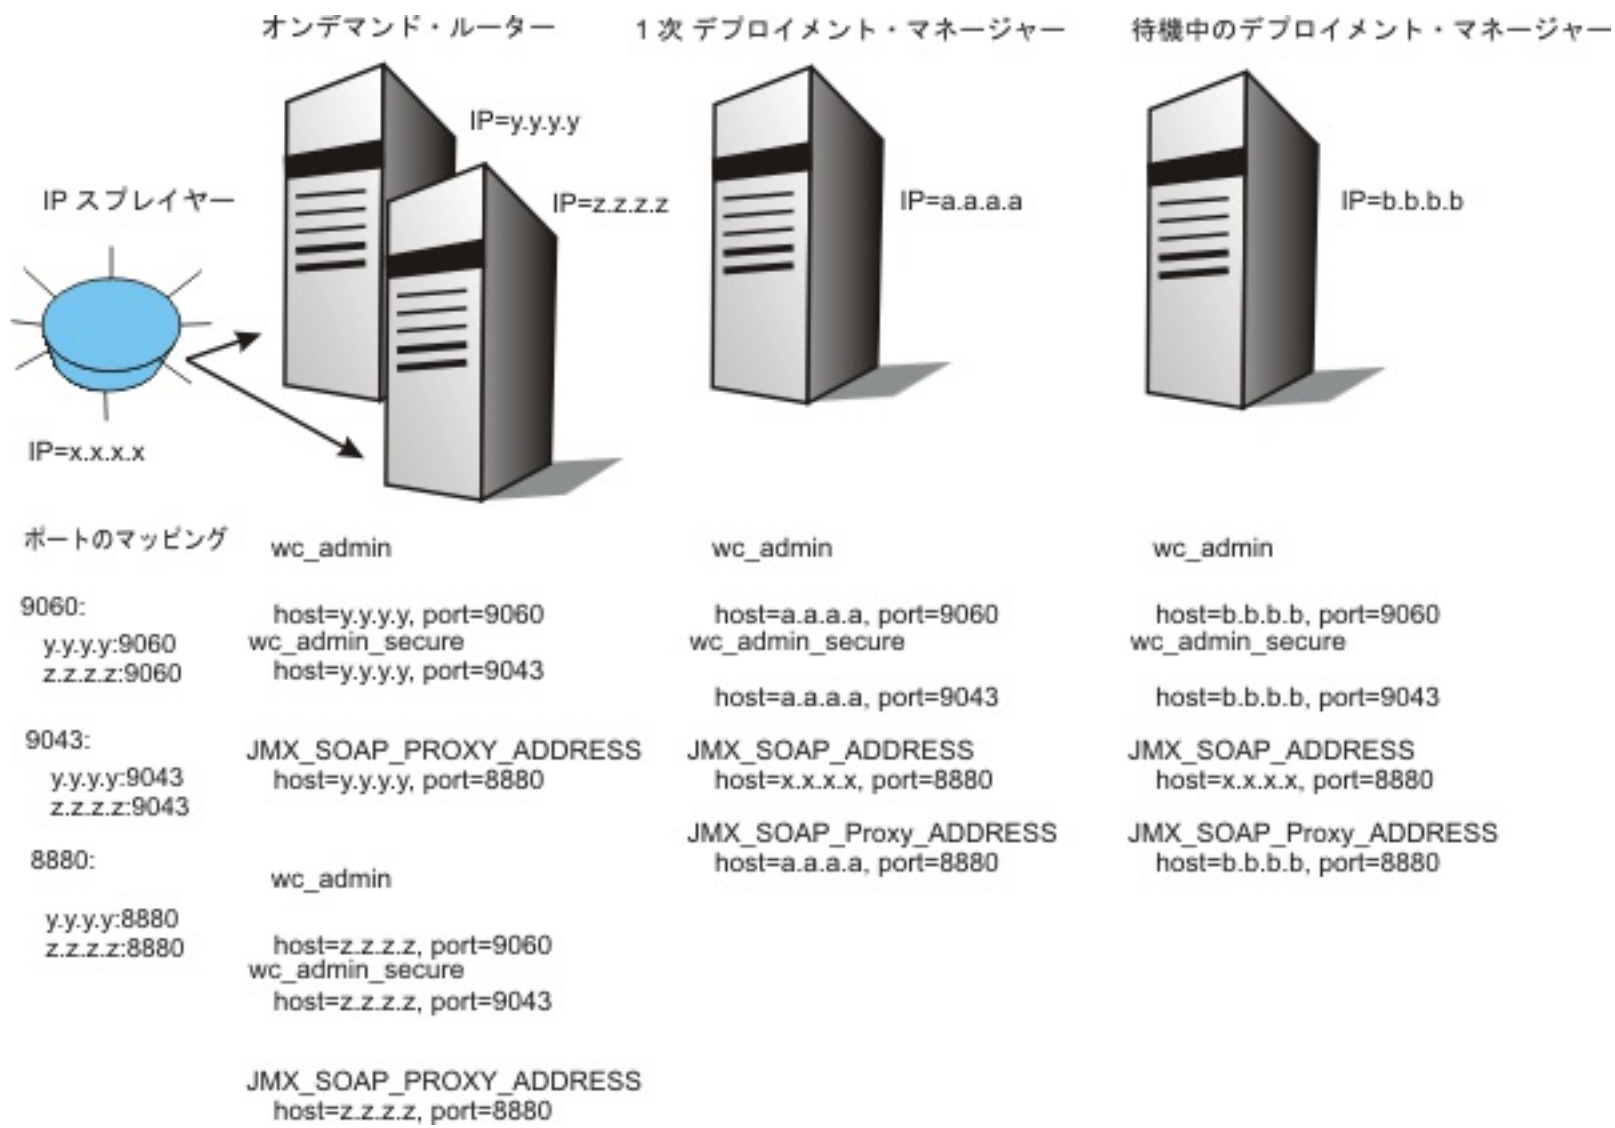 オンデマンド・ルーター
1 次 デプロイメント・マネージャー
待機中のデプロイメント・マネージャー
IP=y.y.y.y
IP スプレイヤー
IP=z.z.z.z
IP=a.a.a.a
IP=b.b.b.b
IP=x.x.x.x
ポートのマッピング
9060:
y.y.y.y:9060
z.z.z.z:9060
9043:
y.y.y.y:9043
z.z.z.z:9043
8880:
y.y.y.y:8880
z.z.z.z:8880
wc_admin
host=y.y.y.y, port=9060
wc_admin_secure
host=y.y.y.y, port=9043
JMX_SOAP_PROXY_ADDRESS
host=y.y.y.y, port=8880
wc_admin
host=z.z.z.z, port=9060
wc_admin_secure
host=z.z.z.z, port=9043
JMX_SOAP_PROXY_ADDRESS
host=z.z.z.z, port=8880
wc_admin
host=a.a.a.a, port=9060
wc_admin_secure
host=a.a.a.a, port=9043
JMX_SOAP_ADDRESS
host=x.x.x.x, port=8880
JMX_SOAP_Proxy_ADDRESS
host=a.a.a.a, port=8880
wc_admin
host=b.b.b.b, port=9060
wc_admin_secure
host=b.b.b.b, port=9043
JMX_SOAP_ADDRESS
host=x.x.x.x, port=8880
JMX_SOAP_Proxy_ADDRESS
host=b.b.b.b, port=8880